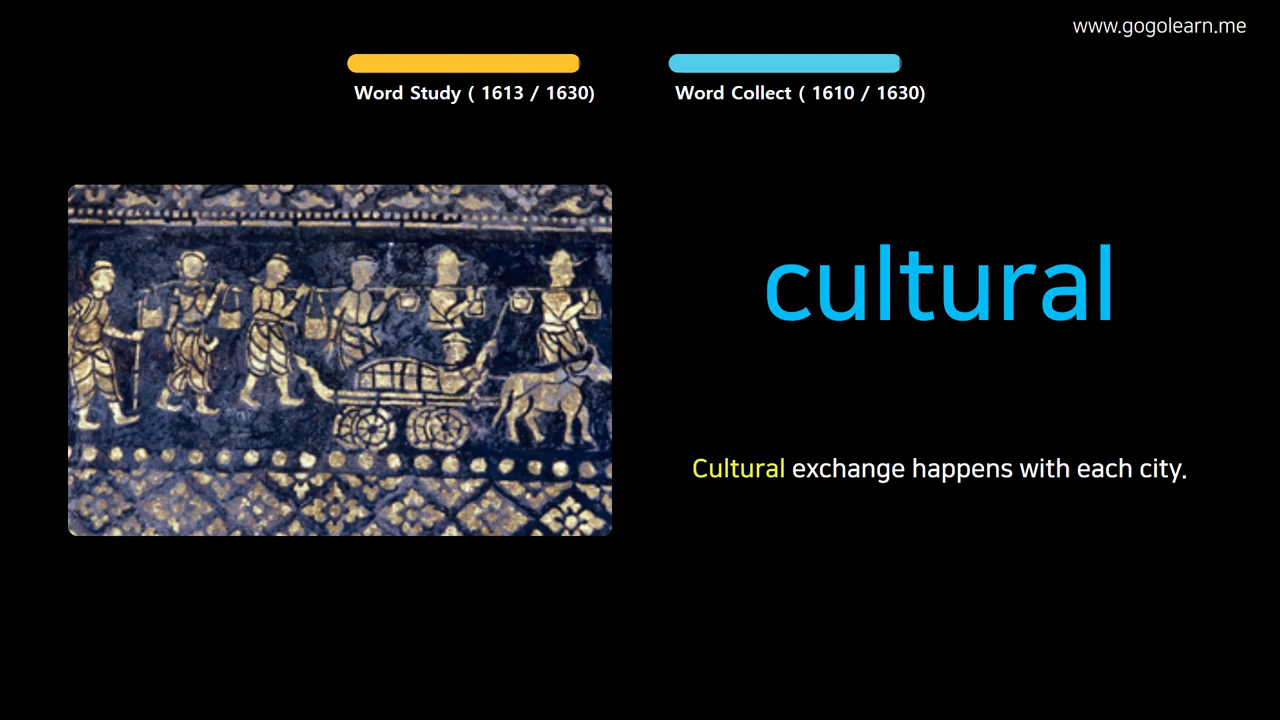 www.gogolearn.me
Word Study ( 1613 / 1630)
Word Collect ( 1610 / 1630)
cultural
Cultural exchange happens with each city.